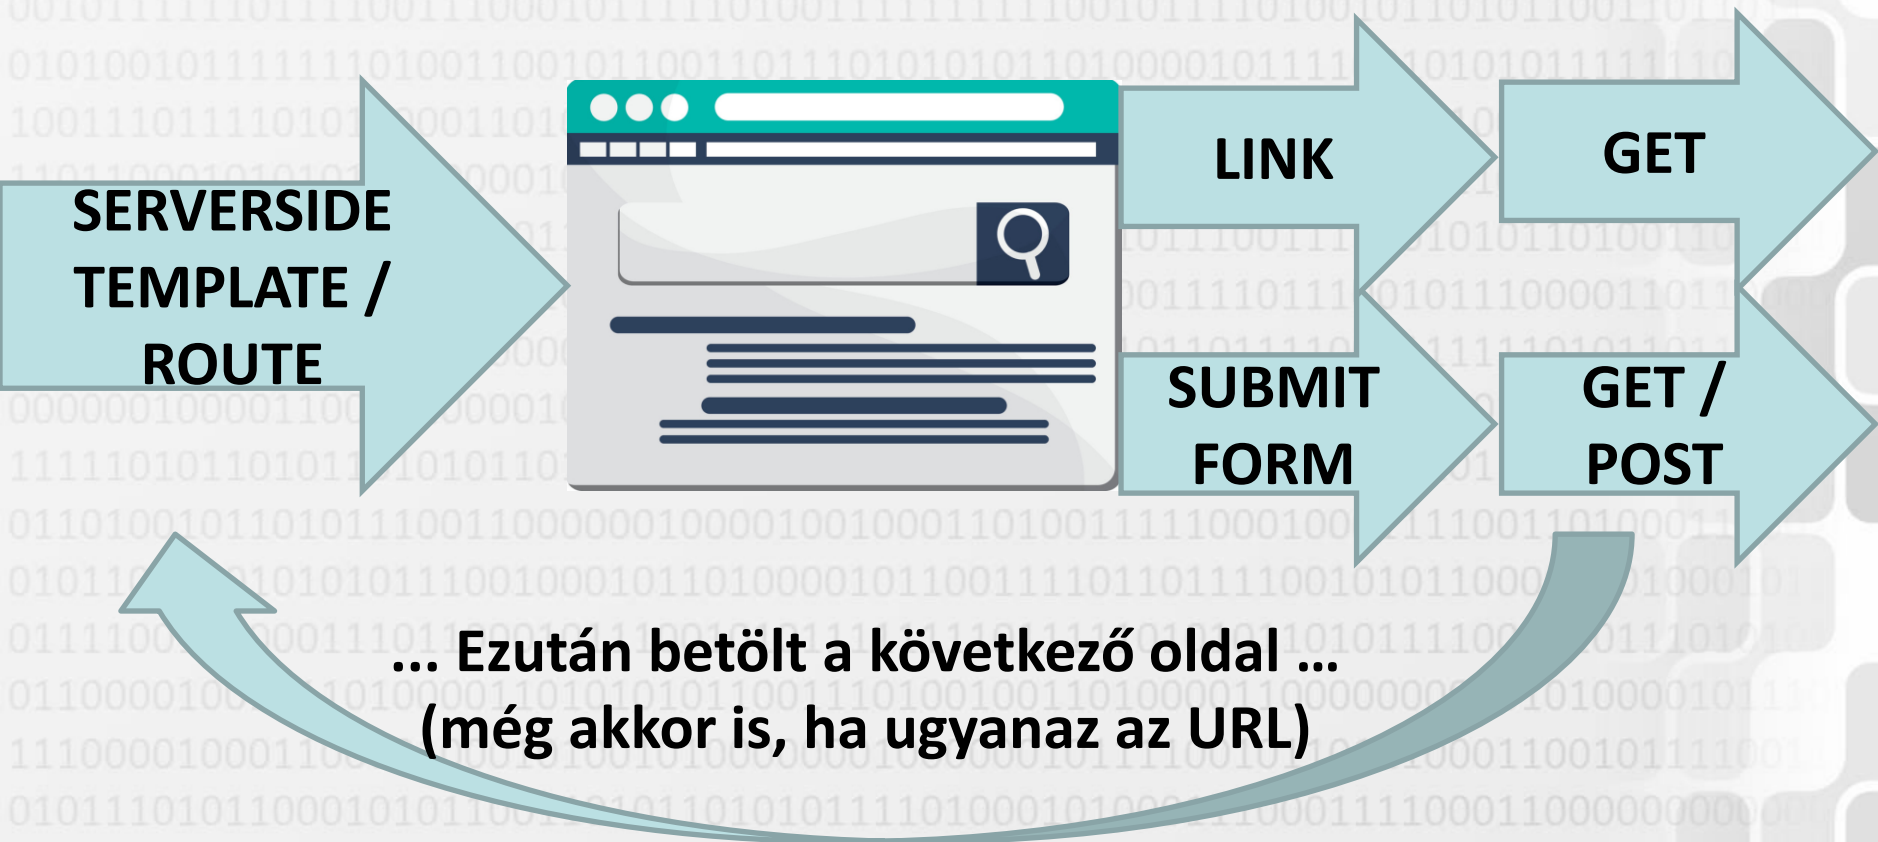 SERVERSIDE
TEMPLATE /
ROUTE
LINK
GET
SUBMIT
FORM
GET /
POST
... Ezután betölt a következő oldal …
(még akkor is, ha ugyanaz az URL)